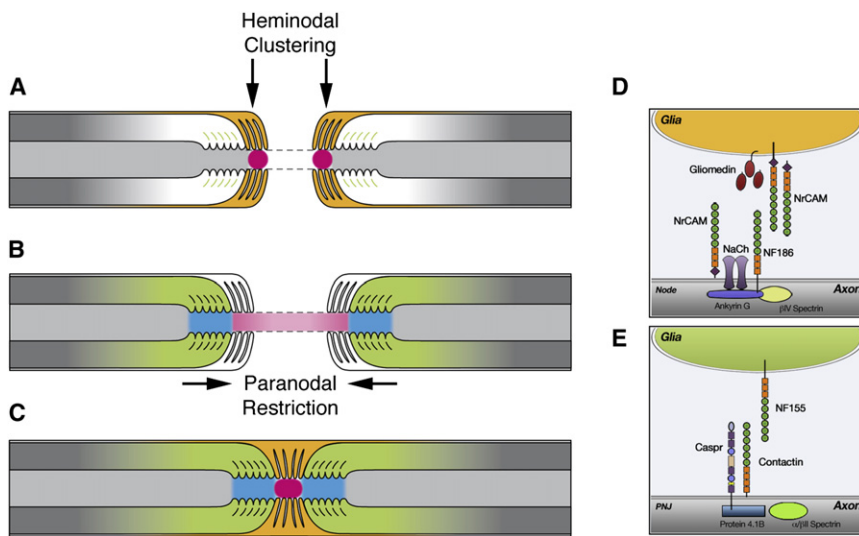 Heminodal
Clustering
A
B
Paranodal
Restriction
C
D
Glia
Gliomedin
NrCAM
NrCAM
NaCh
NF186
Node
Axon
Ankyrin G
βIV Spectrin
E
Glia
NF155
Caspr
Contactin
PNJ
Axon
Protein 4.1B
α/βII Spectrin